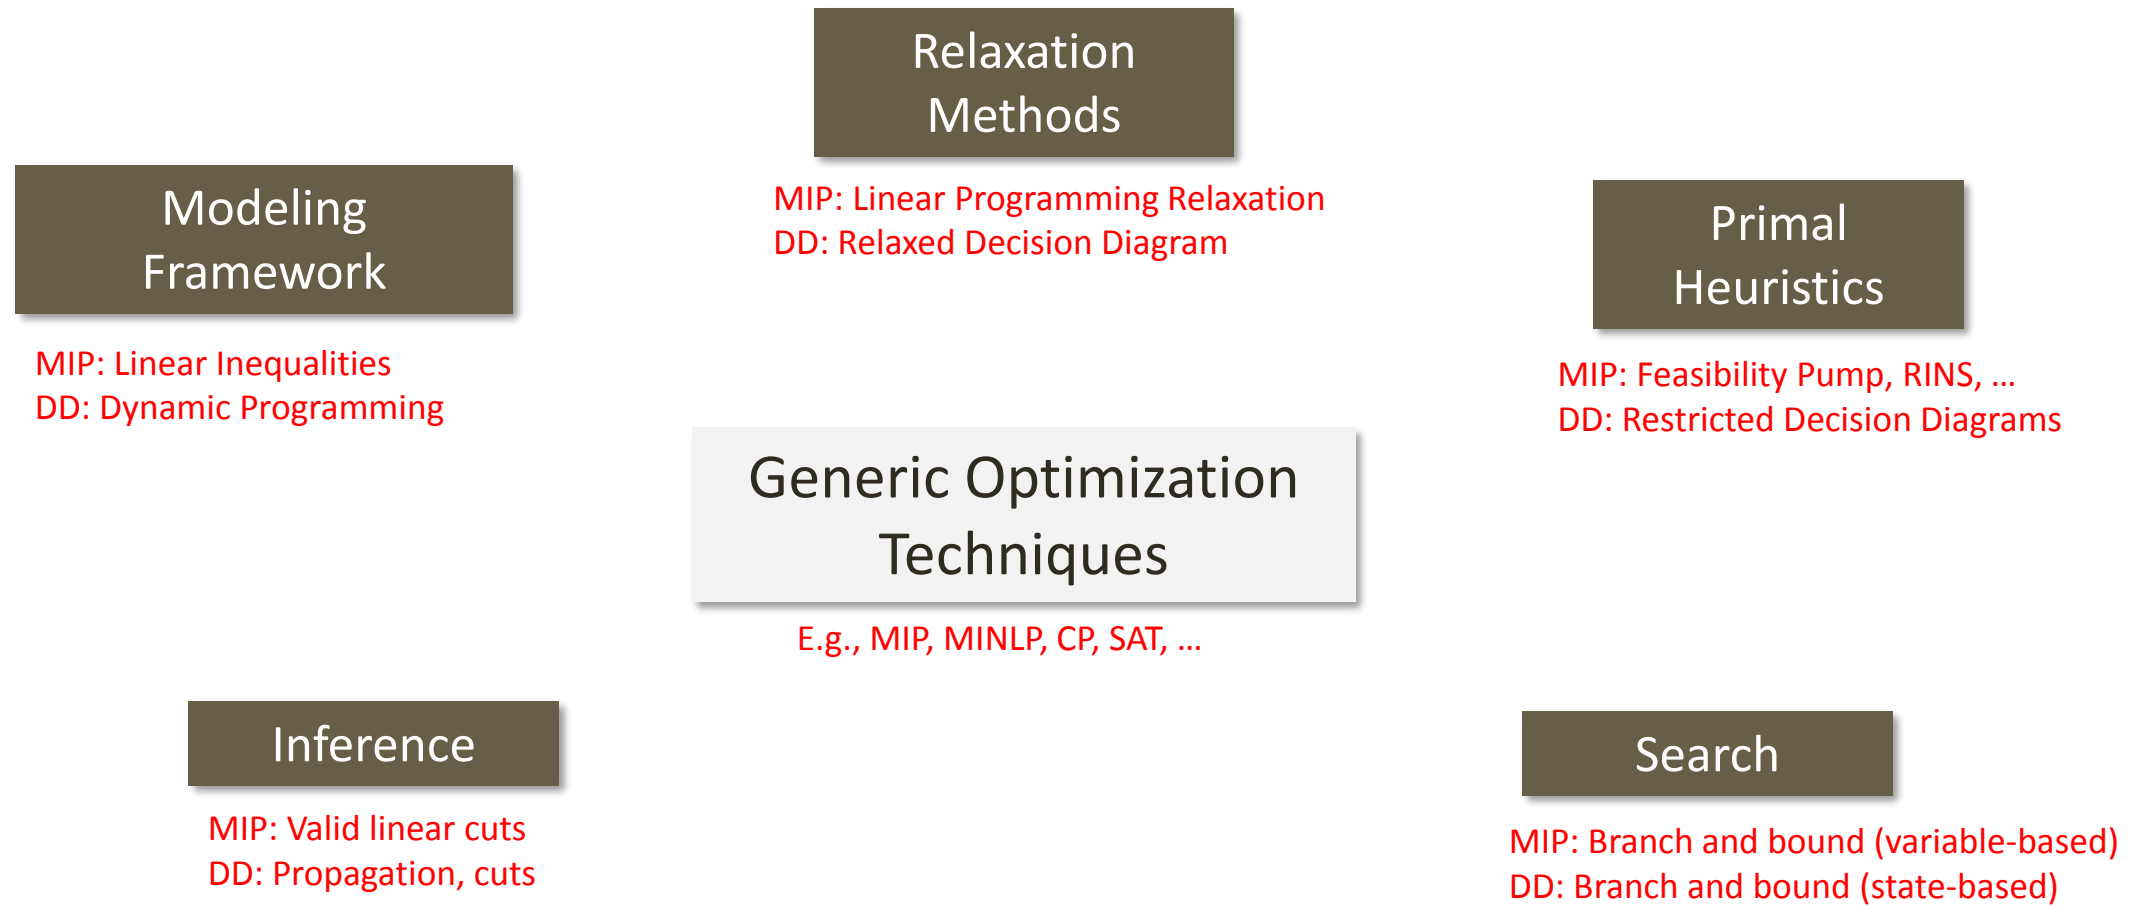 Relaxation
Methods
MIP: Linear Programming Relaxation
DD: Relaxed Decision Diagram
Modeling
Framework
MIP: Linear Inequalities
DD: Dynamic Programming
Primal
Heuristics
MIP: Feasibility Pump, RINS, ...
DD: Restricted Decision Diagrams
Generic Optimization
Techniques
E.g., MIP, MINLP, CP, SAT, ...
Inference
MIP: Valid linear cuts
DD: Propagation, cuts
Search
MIP: Branch and bound (variable-based)
DD: Branch and bound (state-based)